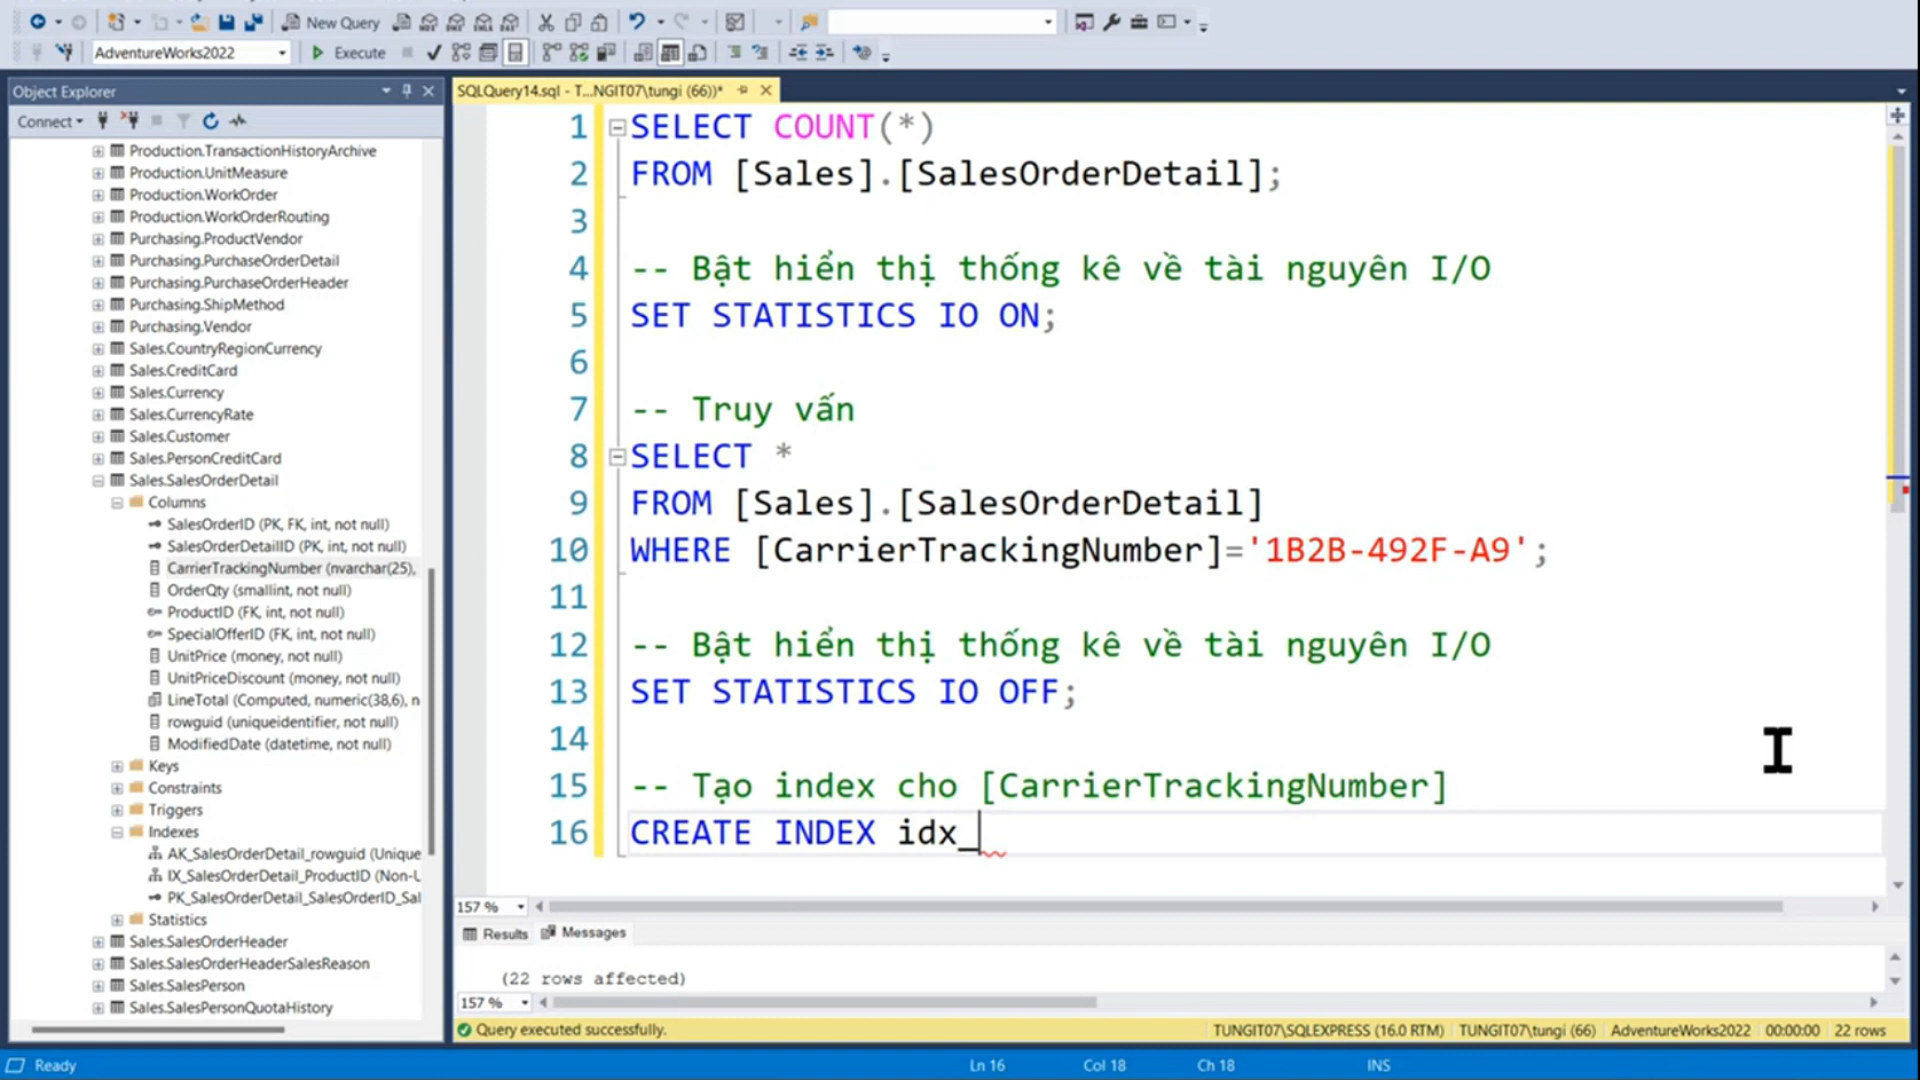 New Query
AdventureWorks2022
Execute
Object Explorer
Connect
Production.TransactionHistoryArchive
Production.UnitMeasure
Production.WorkOrder
Production.WorkOrderRouting
Purchasing.ProductVendor
Purchasing.PurchaseOrderDetail
Purchasing.PurchaseOrderHeader
Purchasing.ShipMethod
Purchasing.Vendor
Sales.CountryRegionCurrency
Sales.CreditCard
Sales.Currency
Sales.CurrencyRate
Sales.Customer
Sales.PersonCreditCard
Sales.SalesOrderDetail
Columns
SalesOrderID (PK, FK, int, not null)
SalesOrderDetailID (PK, int, not null)
CarrierTrackingNumber (nvarchar(25),
OrderQty (smallint, not null)
ProductID (FK, int, not null)
SpecialOfferID (FK, int, not null)
UnitPrice (money, not null)
UnitPriceDiscount (money, not null)
LineTotal (Computed, numeric(38,6), n
rowguid (uniqueidentifier, not null)
ModifiedDate (datetime, not null)
Keys
Constraints
Triggers
Indexes
AK_SalesOrderDetail_rowguid (Unique
IX_SalesOrderDetail_ProductID (Non-U
PK_SalesOrderDetail_SalesOrderID_Sal
Statistics
Sales.SalesOrderHeader
Sales.SalesOrderHeaderSalesReason
Sales.SalesPerson
Sales.SalesPersonQuotaHistory
SQLQuery14.sql - T...NGIT07\tungi (66))*
1 SELECT COUNT(*)
2 FROM [Sales].[SalesOrderDetail];
3
4 -- Bật hiển thị thống kê về tài nguyên I/O
5 SET STATISTICS IO ON;
6
7 -- Truy vấn
8 SELECT *
9 FROM [Sales].[SalesOrderDetail]
10 WHERE [CarrierTrackingNumber]='1B2B-492F-A9';
11
12 -- Bật hiển thị thống kê về tài nguyên I/O
13 SET STATISTICS IO OFF;
14
15 -- Tạo index cho [CarrierTrackingNumber]
16 CREATE INDEX idx_
157 %
Results Messages
(22 rows affected)
157 %
Query executed successfully. TUNGIT07\SQLEXPRESS (16.0 RTM) TUNGIT07\tungi (66) AdventureWorks2022 00:00:00 22 rows
Ready Ln 16 Col 18 Ch 18 INS